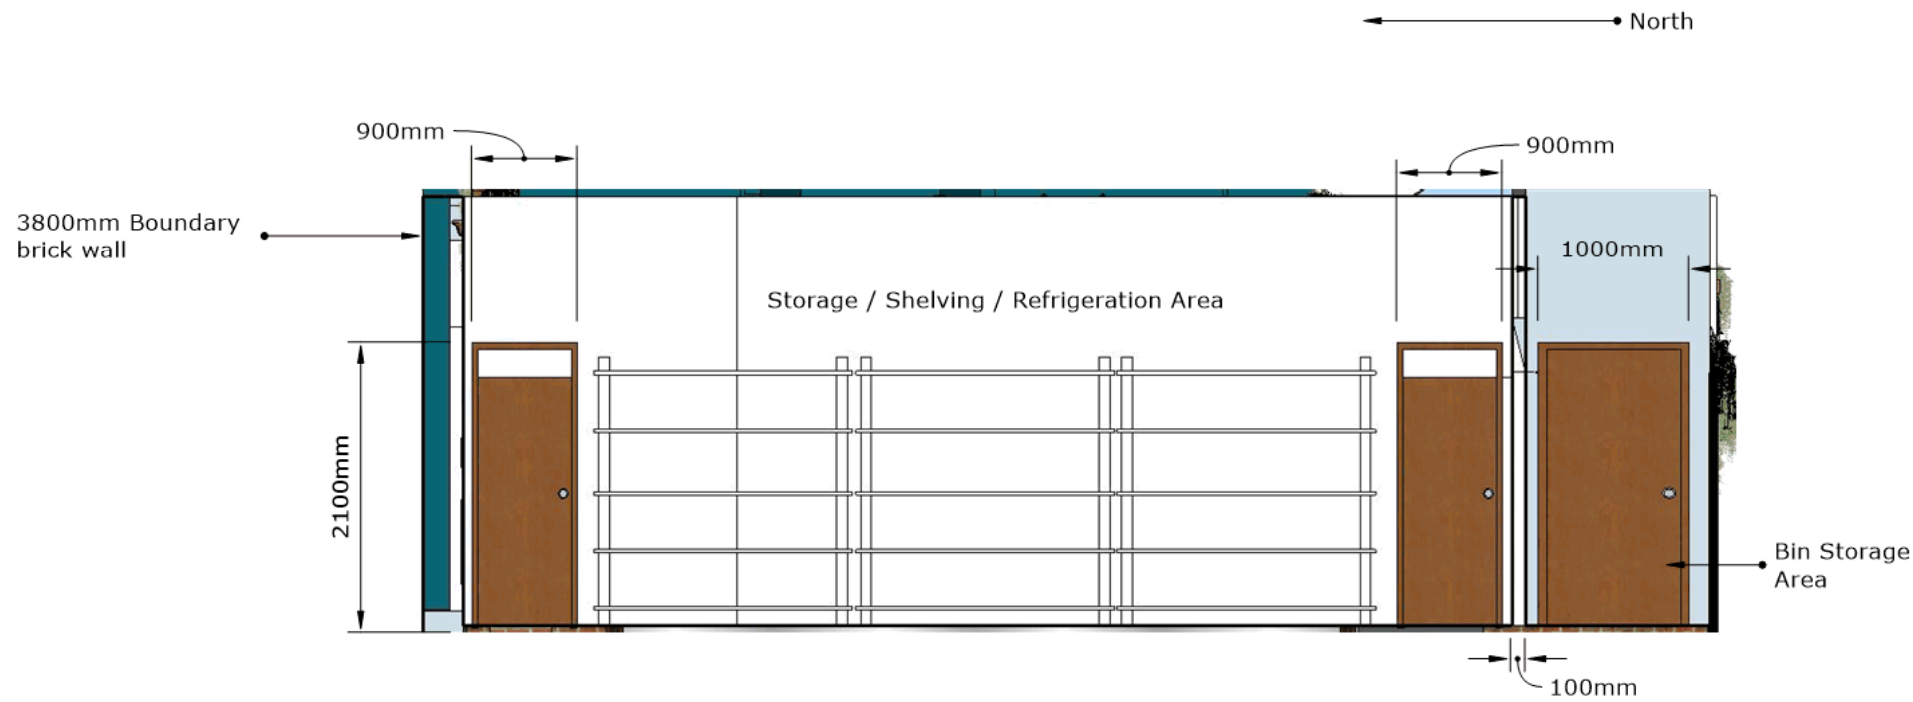 North
900mm
900mm
3800mm Boundary
brick wall
1000mm
Storage / Shelving / Refrigeration Area
2100mm
Bin Storage
Area
100mm